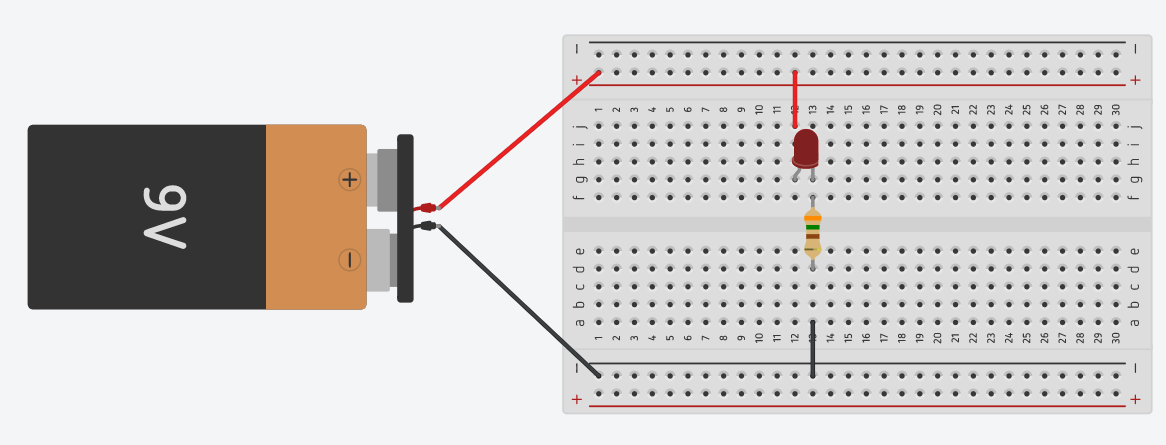 9V
+
−
− −
+ +
1 2 3 4 5 6 7 8 9 10 11 12 13 14 15 16 17 18 19 20 21 22 23 24 25 26 27 28 29 30
j j
i i
h h
g g
f f
e e
d d
c c
b b
a a
1 2 3 4 5 6 7 8 9 10 11 12 13 14 15 16 17 18 19 20 21 22 23 24 25 26 27 28 29 30
− −
+ +